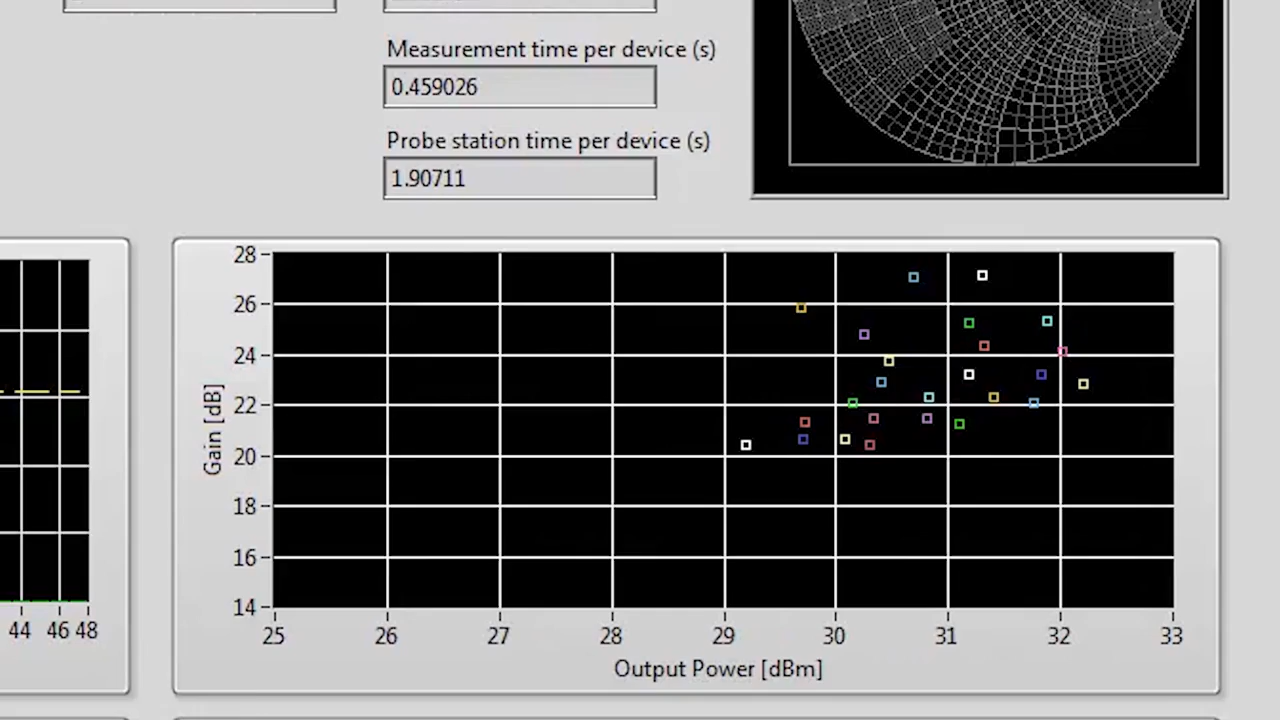 Measurement time per device (s)
0.459026
Probe station time per device (s)
1.90711
44 46 48
28
26
24
22
20
18
16
14
Gain [dB]
25 26 27 28 29 30 31 32 33
Output Power [dBm]